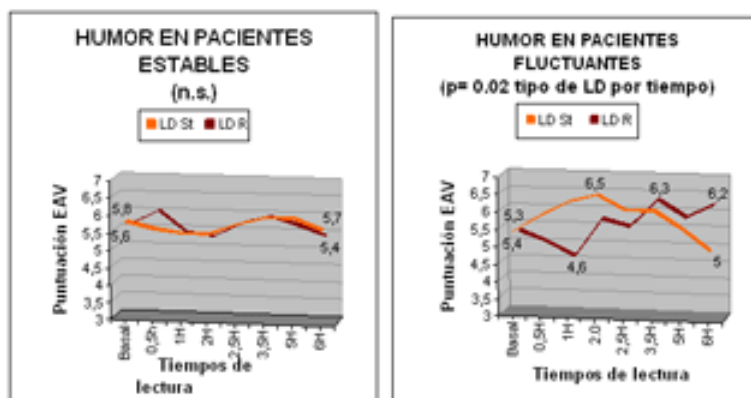 HUMOR EN PACIENTES
ESTABLES
(n.s.)
LD St LD R
Puntuación EAV
7
6,5
6
5,5
5
4,5
4
3,5
3
5,8
5,6
5,7
5,4
Basal
0,5h
1H
2H
2,5H
3,5H
5H
6H
Tiempos de
lectura
HUMOR EN PACIENTES
FLUCTUANTES
(p= 0.02 tipo de LD por tiempo)
LD St LD R
Puntuación EAV
7
6,5
6
5,5
5
4,5
4
3,5
3
5,3
5,4
6,5
4,6
6,3
6,2
5
Basal
0,5H
1H
2.0
2,5H
3,5H
5H
6H
Tiempos de lectura